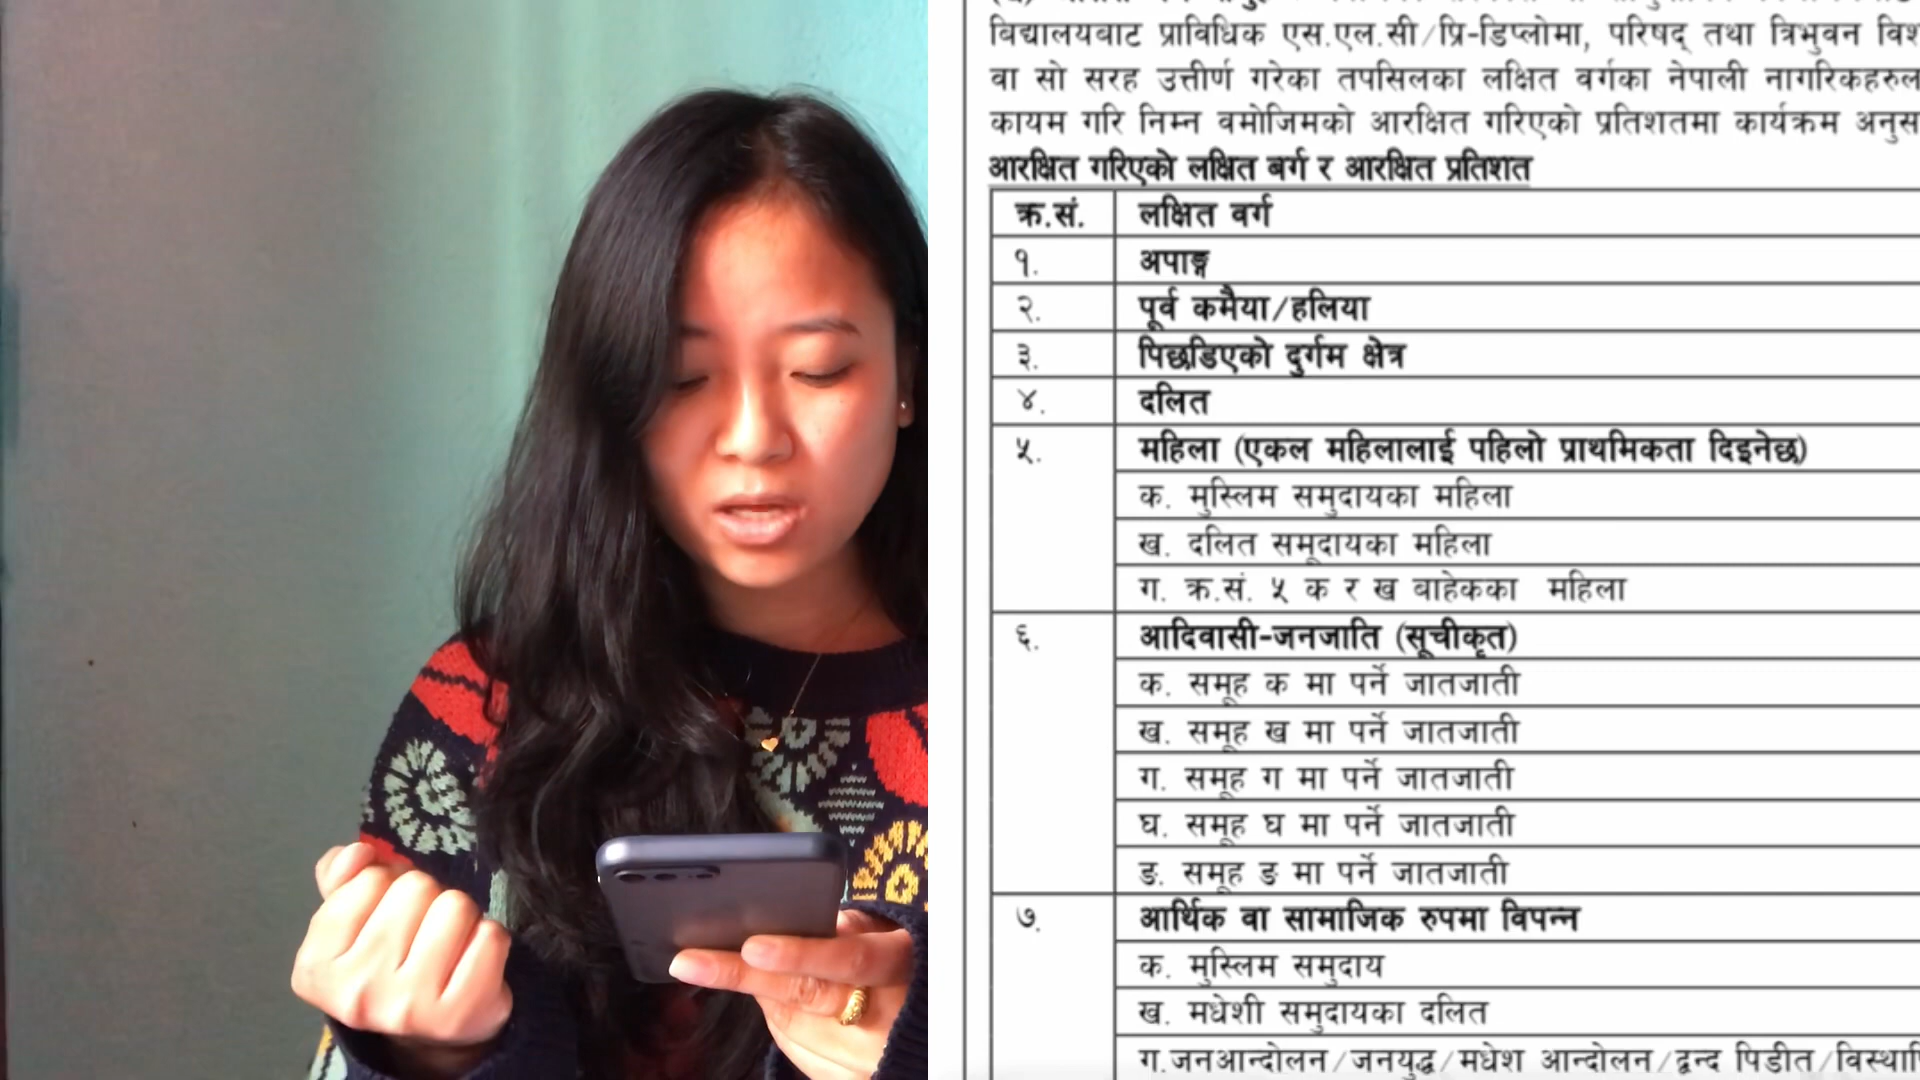 विद्यालयबाट प्राविधिक एस.एल.सी/प्रि-डिप्लोमा, परिषद् तथा त्रिभुवन
वा सो सरह उत्तीर्ण गरेका तपसिलका लक्षित वर्गका नेपाली
कायम गरि निम्न वमोजिमको आरक्षित गरिएको प्रतिशतमा कार्यक्रम
आरक्षित गरिएको लक्षित बर्ग र आरक्षित प्रतिशत
क्र.सं. लक्षित वर्ग
१. अपाङ्ग
२. पूर्व कमैया/हलिया
३. पिछडिएको दुर्गम क्षेत्र
४. दलित
५. महिला (एकल महिलालाई पहिलो प्राथमिकता दिइनेछ)
क. मुस्लिम समुदायका महिला
ख. दलित समूदायका महिला
ग. क्र.सं. ५ क र ख बाहेकका महिला
६. आदिवासी-जनजाति (सूचीकृत)
क. समूह क मा पर्ने जातजाती
ख. समूह ख मा पर्ने जातजाती
ग. समूह ग मा पर्ने जातजाती
घ. समूह घ मा पर्ने जातजाती
ङ. समूह ङ मा पर्ने जातजाती
७. आर्थिक वा सामाजिक रुपमा विपन्न
क. मुस्लिम समुदाय
ख. मधेशी समुदायका दलित
ग.जनआन्दोलन/जनयुद्ध/मधेश आन्दोलन/द्वन्द पिडीत